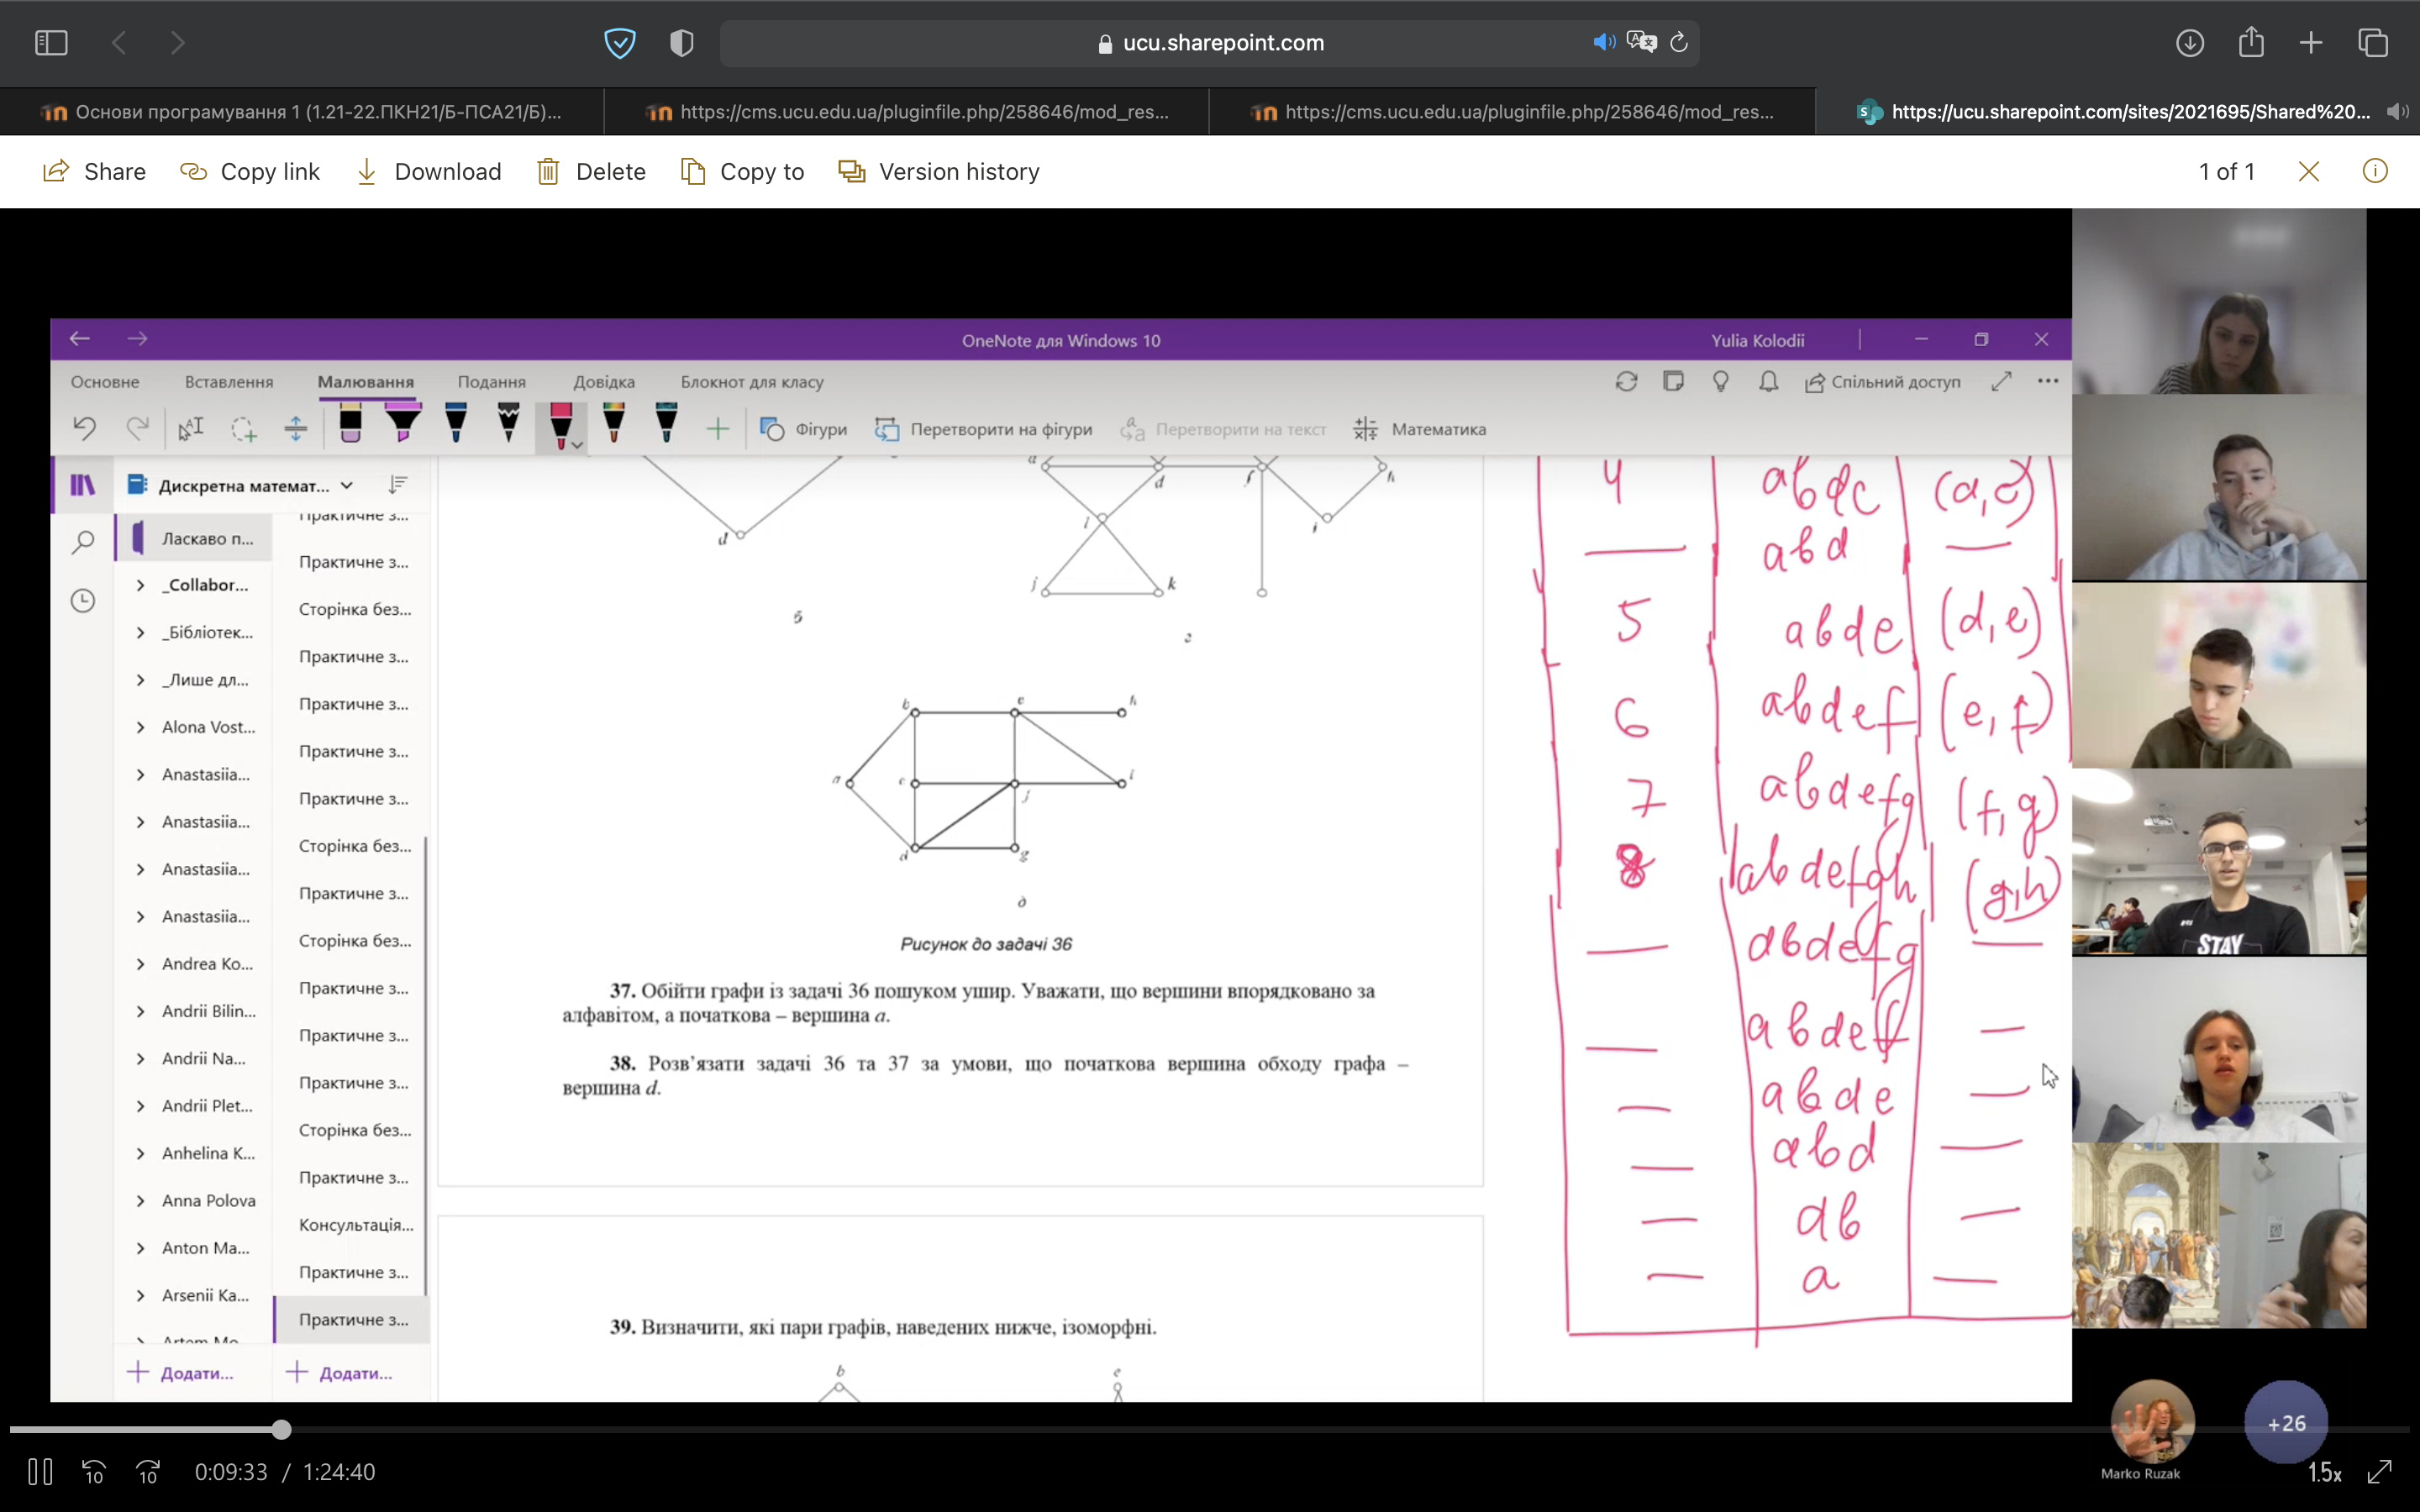 ucu.sharepoint.com
Основи програмування 1 (1.21-22.ПКН21/Б-ПСА21/Б)...
https://cms.ucu.edu.ua/pluginfile.php/258646/mod_res...
https://cms.ucu.edu.ua/pluginfile.php/258646/mod_res...
https://ucu.sharepoint.com/sites/2021695/Shared%20...
Share Copy link Download Delete Copy to Version history 1 of 1
OneNote для Windows 10 Yulia Kolodii
Основне Вставлення Малювання Подання Довідка Блокнот для класу Спільний доступ
Фігури Перетворити на фігури Перетворити на текст Математика
Дискретна математ...
Ласкаво п...
_Collabor...
_Бібліотек...
_Лише дл...
Alona Vost...
Anastasiia...
Anastasiia...
Anastasiia...
Anastasiia...
Andrea Ko...
Andrii Bilin...
Andrii Na...
Andrii Plet...
Anhelina K...
Anna Polova
Anton Ma...
Arsenii Ka...
Додати...
Практичне з...
Практичне з...
Сторінка без...
Практичне з...
Практичне з...
Практичне з...
Практичне з...
Сторінка без...
Практичне з...
Сторінка без...
Практичне з...
Практичне з...
Практичне з...
Сторінка без...
Практичне з...
Консультація...
Практичне з...
Практичне з...
Додати...
d
a d f h
i i
j k
б г
b e h
a c j i
d g
д
Рисунок до задачі 36
37. Обійти графи із задачі 36 пошуком ушир. Уважати, що вершини впорядковано за
алфавітом, а початкова – вершина a.
38. Розв’язати задачі 36 та 37 за умови, що початкова вершина обходу графа –
вершина d.
39. Визначити, які пари графів, наведених нижче, ізоморфні.
b e
4 abdc (d,c)
— abd —
5 abde (d,e)
6 abdef (e,f)
7 abdefg (f,g)
8 abdefgh (g,h)
— abdefg —
— abdef —
— abde —
— abd —
— ab —
— a —
STAY
+26
Marko Ruzak
10 10 0:09:33 / 1:24:40 1.5x